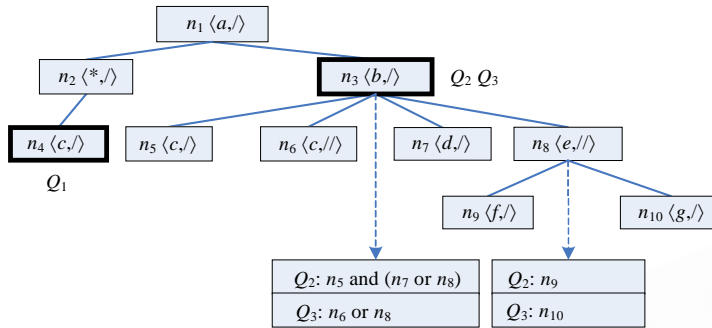 n1 ⟨a,/⟩
n2 ⟨*,/⟩
n3 ⟨b,/⟩
Q2 Q3
n4 ⟨c,/⟩
n5 ⟨c,/⟩
n6 ⟨c,//⟩
n7 ⟨d,/⟩
n8 ⟨e,//⟩
Q1
n9 ⟨f,/⟩
n10 ⟨g,/⟩
Q2: n5 and (n7 or n8)
Q3: n6 or n8
Q2: n9
Q3: n10